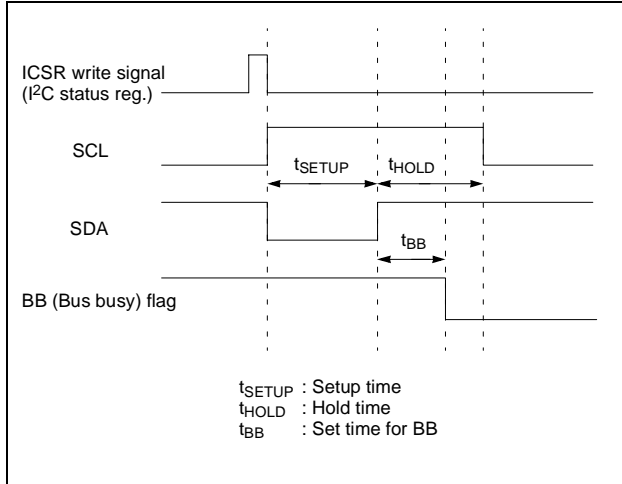 ICSR write signal
(I²C status reg.)
SCL
tSETUP tHOLD
SDA
tBB
BB (Bus busy) flag
tSETUP : Setup time
tHOLD : Hold time
tBB : Set time for BB